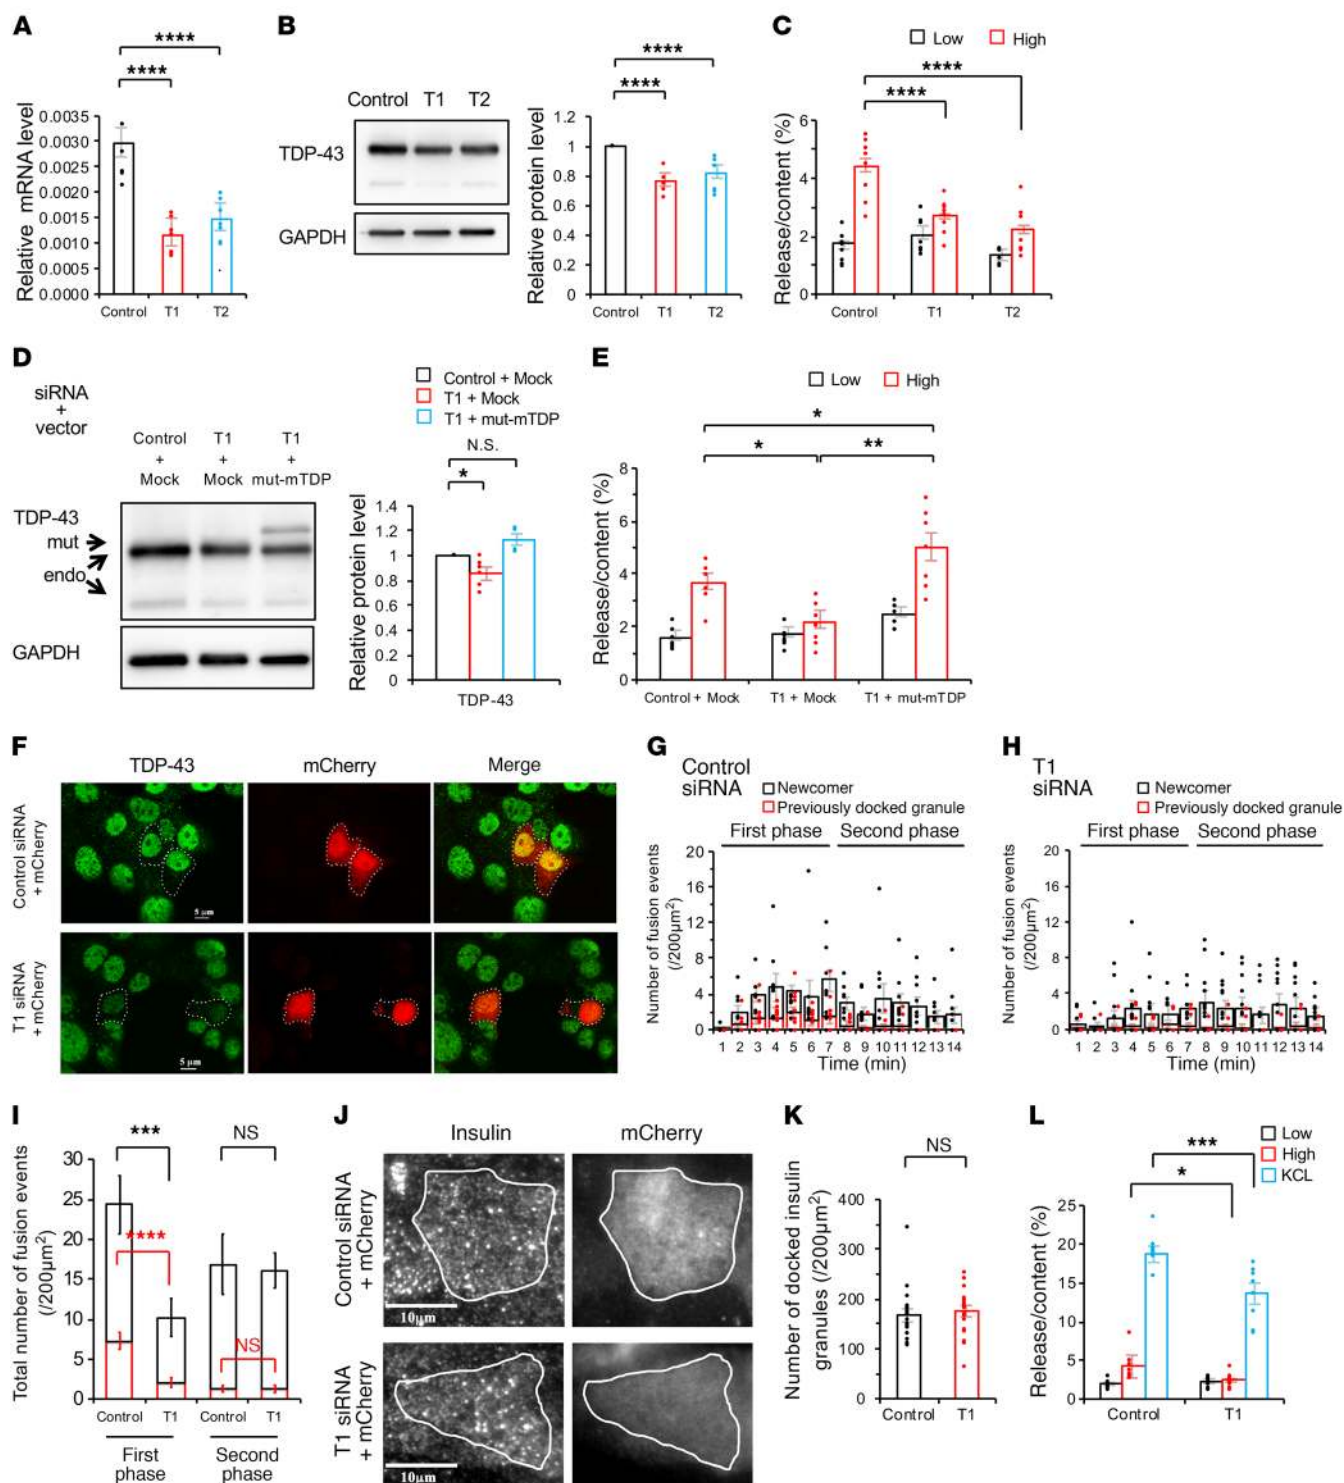 A
****
****
Relative mRNA level
0.0035
0.0030
0.0025
0.0020
0.0015
0.0010
0.0005
0.0000
Control T1 T2
B
Control T1 T2
TDP-43
GAPDH
****
****
Relative protein level
1.2
1
0.8
0.6
0.4
0.2
0
Control T1 T2
C
Low High
****
****
Release/content (%)
6
4
2
0
Control T1 T2
D
siRNA
+
vector
Control T1 T1
+ + +
Mock Mock mut-mTDP
TDP-43
mut
endo
GAPDH
Control + Mock
T1 + Mock
T1 + mut-mTDP
N.S.
*
Relative protein level
1.4
1.2
1
0.8
0.6
0.4
0.2
0
TDP-43
E
Low High
*
* **
Release/content (%)
8
6
4
2
0
Control + Mock T1 + Mock T1 + mut-mTDP
F
TDP-43 mCherry Merge
Control siRNA
+ mCherry
5 μm
T1 siRNA
+ mCherry
5 μm
G
Control
siRNA
Newcomer
Previously docked granule
First phase Second phase
Number of fusion events
(/200μm²)
20
16
12
8
4
0
1 2 3 4 5 6 7 8 9 10 11 12 13 14
Time (min)
H
T1
siRNA
Newcomer
Previously docked granule
First phase Second phase
Number of fusion events
(/200μm²)
20
16
12
8
4
0
1 2 3 4 5 6 7 8 9 10 11 12 13 14
Time (min)
I
*** NS
****
NS
Total number of fusion events
(/200μm²)
30
25
20
15
10
5
0
Control T1 Control T1
First Second
phase phase
J
Insulin mCherry
Control siRNA
+ mCherry
10μm
T1 siRNA
+ mCherry
10μm
K
NS
Number of docked insulin
granules (/200μm²)
400
300
200
100
0
Control T1
L
Low
High
KCL
***
*
Release/content (%)
25
20
15
10
5
0
Control T1